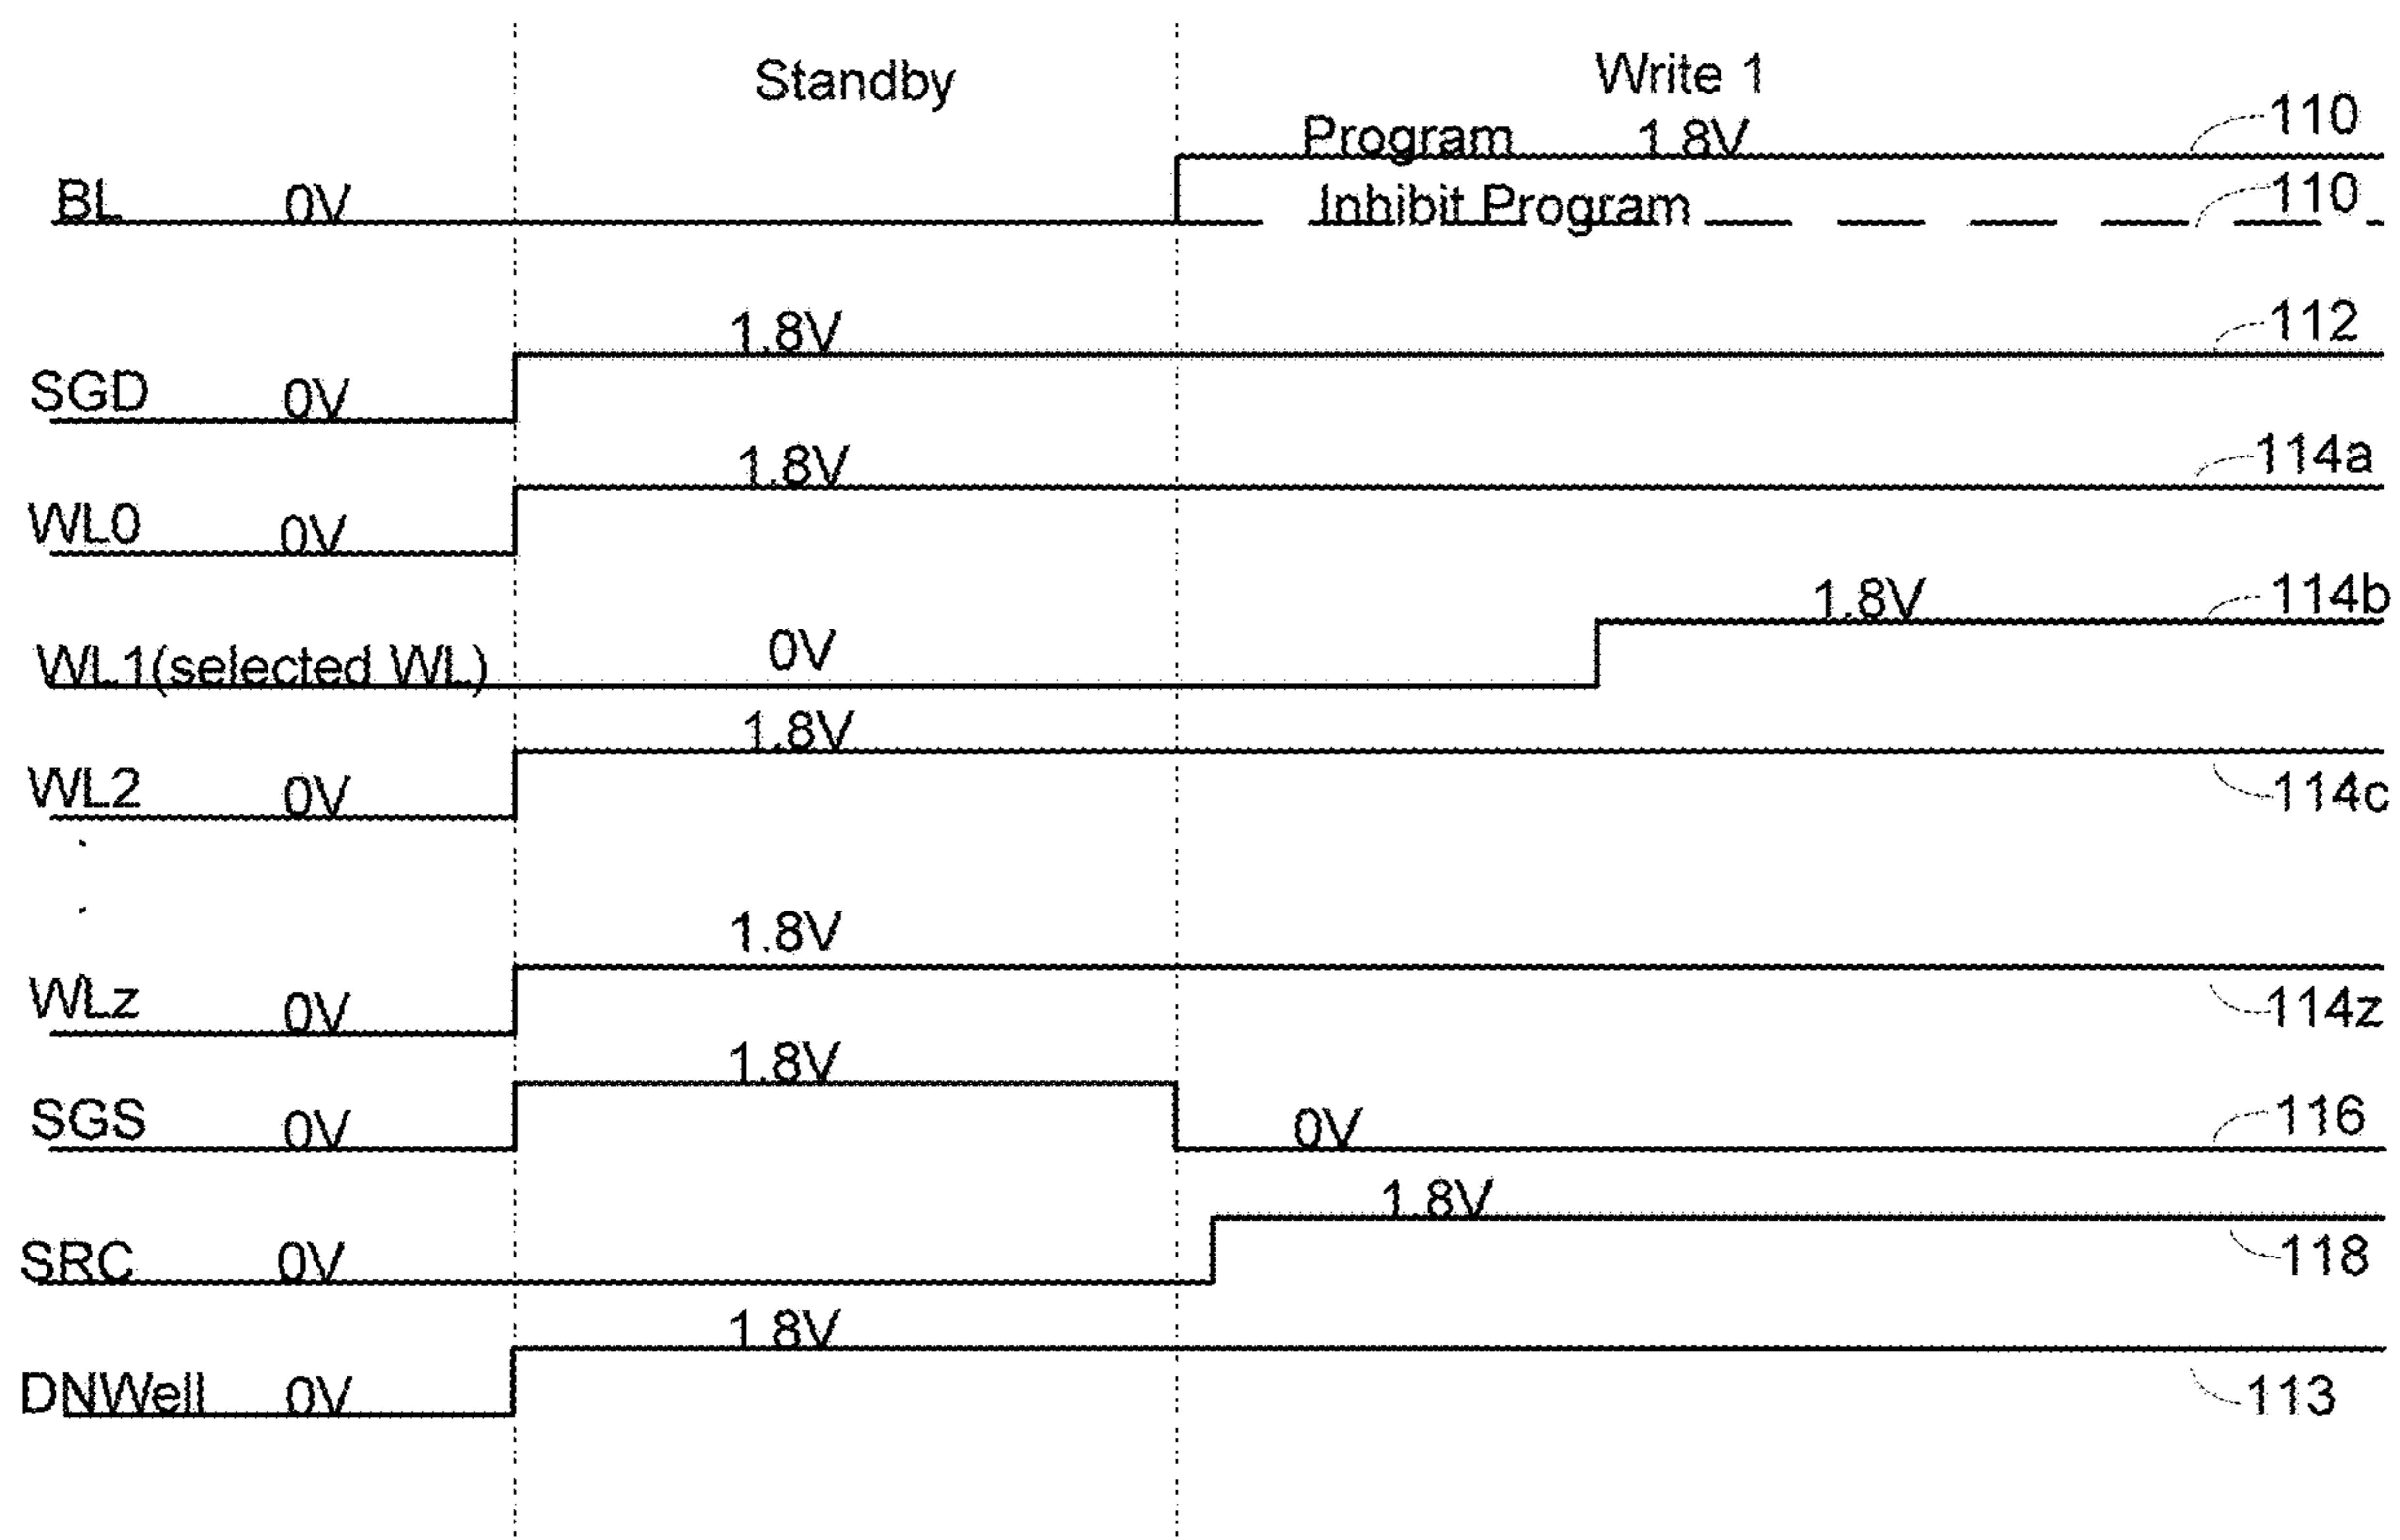 Standby
Write 1
Program 1.8V 110
BL 0V Inhibit Program 110
1.8V 112
SGD 0V
1.8V 114a
WL0 0V
1.8V 114b
WL1(selected WL) 0V
1.8V
WL2 0V 114c
1.8V
WLz 0V 114z
1.8V
SGS 0V 0V 116
1.8V
SRC 0V 118
1.8V
DNWell 0V 113